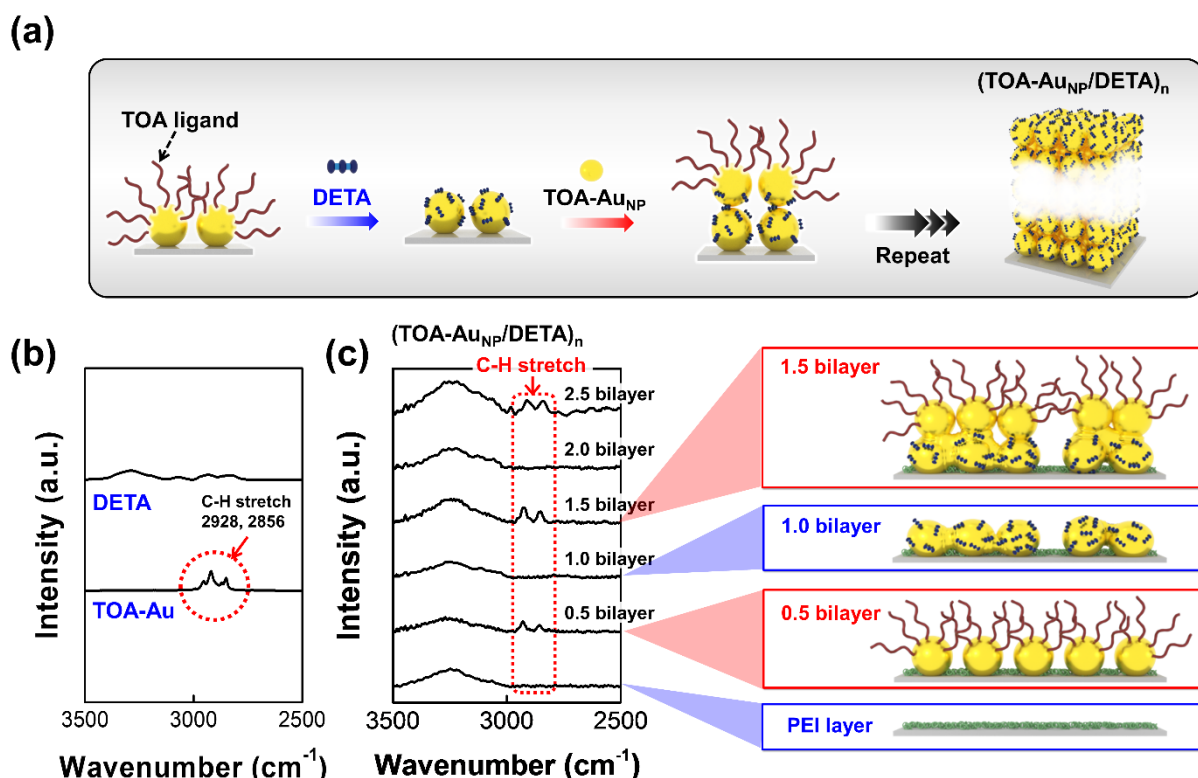 (a)
TOA ligand
DETA
TOA-AuNP
Repeat
(TOA-AuNP/DETA)n
(b)
Intensity (a.u.)
DETA
C-H stretch
2928, 2856
TOA-Au
3500 3000 2500
Wavenumber (cm-1)
(c)
(TOA-AuNP/DETA)n
C-H stretch
Intensity (a.u.)
2.5 bilayer
2.0 bilayer
1.5 bilayer
1.0 bilayer
0.5 bilayer
3500 3000 2500
Wavenumber (cm-1)
1.5 bilayer
1.0 bilayer
0.5 bilayer
PEI layer